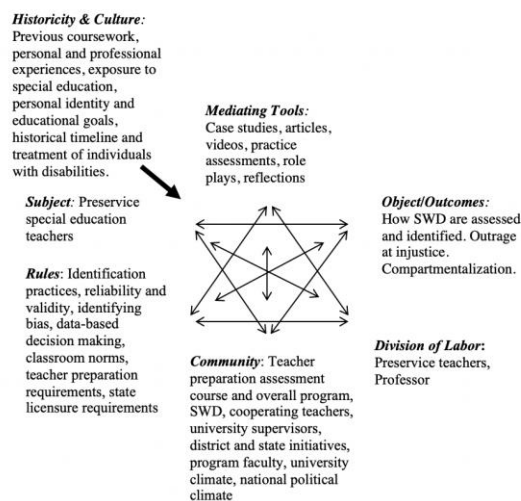 Historicity & Culture:
Previous coursework,
personal and professional
experiences, exposure to
special education,
personal identity and
educational goals,
historical timeline and
treatment of individuals
with disabilities.
Mediating Tools:
Case studies, articles,
videos, practice
assessments, role
plays, reflections
Subject: Preservice
special education
teachers
Object/Outcomes:
How SWD are assessed
and identified. Outrage
at injustice.
Compartmentalization.
Rules: Identification
practices, reliability and
validity, identifying
bias, data-based
decision making,
classroom norms,
teacher preparation
requirements, state
licensure requirements
Community: Teacher
preparation assessment
course and overall program,
SWD, cooperating teachers,
university supervisors,
district and state initiatives,
program faculty, university
climate, national political
climate
Division of Labor:
Preservice teachers,
Professor